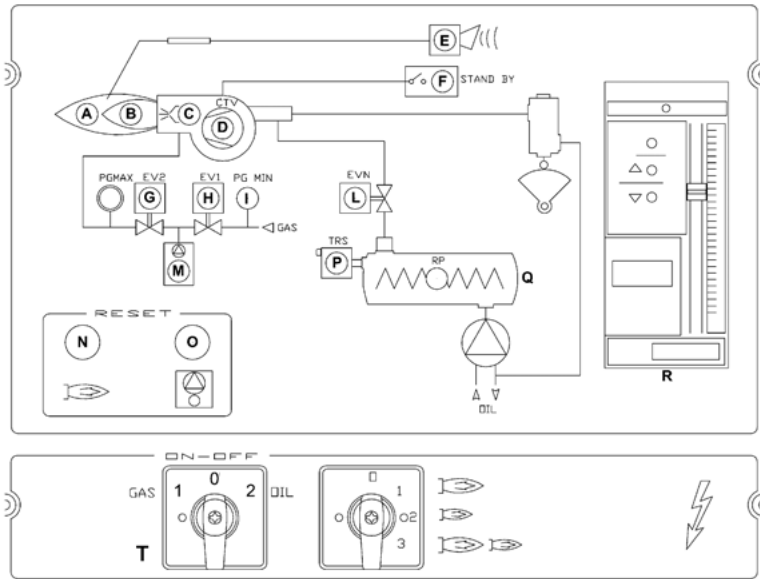 E
F STAND BY
A B C CTV
D
PGMAX EV2 EV1 PG MIN
G H I
GAS
M
EVN
L
TRS
P
RP
Q
OIL
R
RESET
N O
ON-OFF
GAS 1 0 2 OIL
0
1
2
3
T